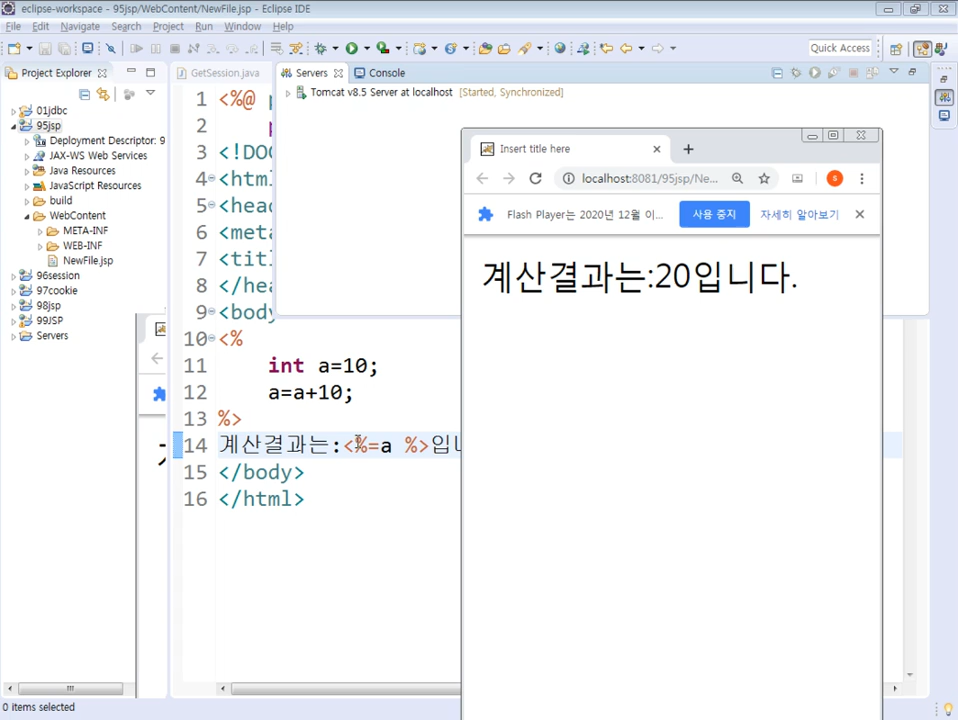 eclipse-workspace - 95jsp/WebContent/NewFile.jsp - Eclipse IDE
File Edit Navigate Search Project Run Window Help
Quick Access
Project Explorer
01jdbc
95jsp
Deployment Descriptor: 9
JAX-WS Web Services
Java Resources
JavaScript Resources
build
WebContent
META-INF
WEB-INF
NewFile.jsp
96session
97cookie
98jsp
99JSP
Servers
GetSession.java
Servers Console
Tomcat v8.5 Server at localhost [Started, Synchronized]
1 <%@
2
3 <!DOC
4 <html
5 <head
6 <meta
7 <titl
8 </hea
9 <body
10 <%
11 int a=10;
12 a=a+10;
13 %>
14 계산결과는:<%=a %>입니
15 </body>
16 </html>
Insert title here
localhost:8081/95jsp/Ne...
s
Flash Player는 2020년 12월 이... 사용 중지 자세히 알아보기
계산결과는:20입니다.
0 items selected